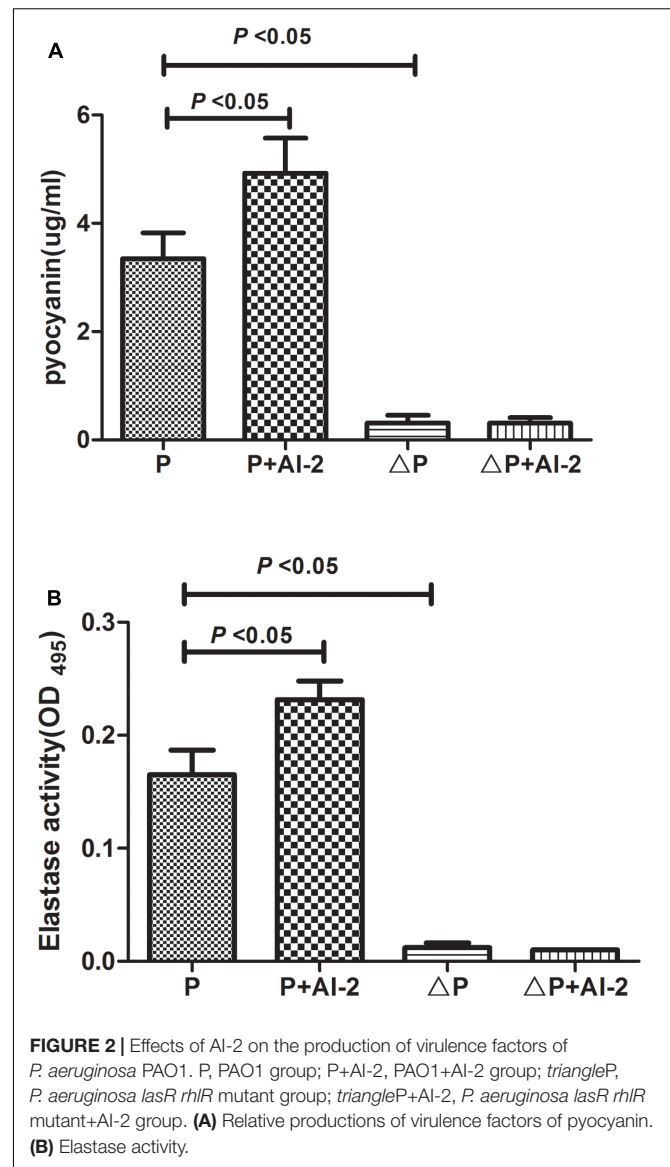 A
P <0.05
P <0.05
pyocyanin(ug/ml)
6
4
2
0
P P+AI-2 △P △P+AI-2
B
P <0.05
P <0.05
Elastase activity(OD 495)
0.3
0.2
0.1
0.0
P P+AI-2 △P △P+AI-2
FIGURE 2 | Effects of AI-2 on the production of virulence factors of
P. aeruginosa PAO1. P, PAO1 group; P+AI-2, PAO1+AI-2 group; triangleP,
P. aeruginosa lasR rhlR mutant group; triangleP+AI-2, P. aeruginosa lasR rhlR
mutant+AI-2 group. (A) Relative productions of virulence factors of pyocyanin.
(B) Elastase activity.